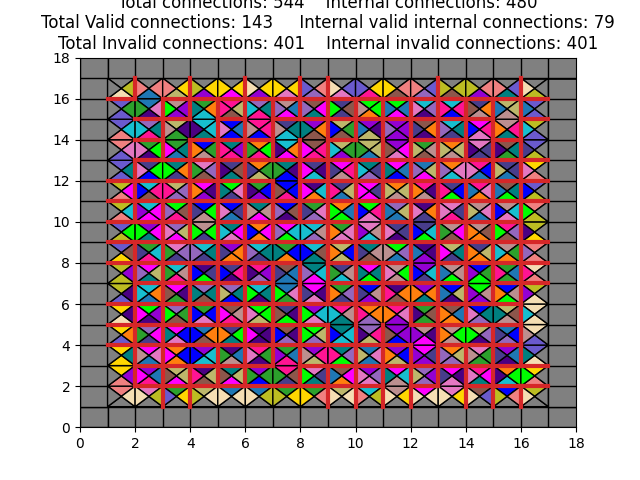 Total connections: 544    Internal connections: 480
Total Valid connections: 143    Internal valid internal connections: 79
Total Invalid connections: 401    Internal invalid connections: 401
18
16
14
12
10
8
6
4
2
0
0 2 4 6 8 10 12 14 16 18